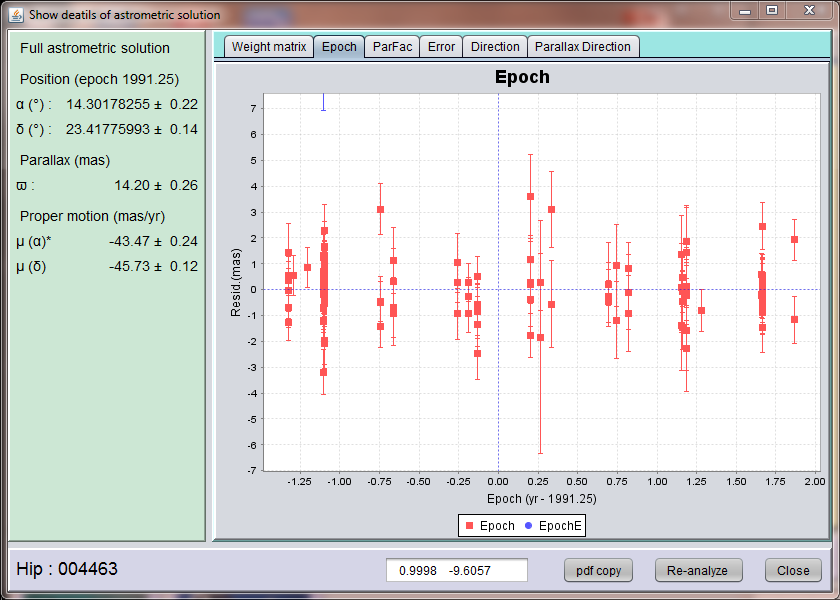 Show deatils of astrometric solution
Full astrometric solution
Position (epoch 1991.25)
α (°) : 14.30178255 ± 0.22
δ (°) : 23.41775993 ± 0.14
Parallax (mas)
ϖ : 14.20 ± 0.26
Proper motion (mas/yr)
μ (α)* -43.47 ± 0.24
μ (δ) -45.73 ± 0.12
Weight matrix Epoch ParFac Error Direction Parallax Direction
Epoch
Resid.(mas)
7
6
5
4
3
2
1
0
-1
-2
-3
-4
-5
-6
-7
-1.25 -1.00 -0.75 -0.50 -0.25 0.00 0.25 0.50 0.75 1.00 1.25 1.50 1.75 2.00
Epoch (yr - 1991.25)
Epoch EpochE
Hip : 004463
0.9998 -9.6057
pdf copy Re-analyze Close